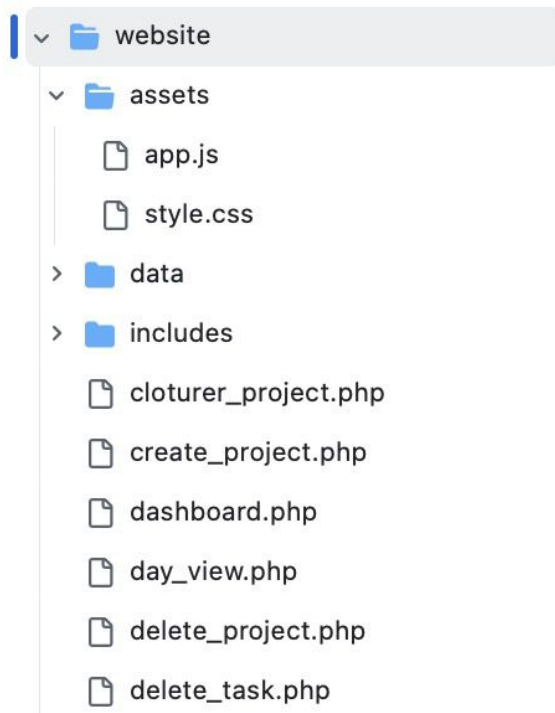 website
assets
app.js
style.css
data
includes
cloturer_project.php
create_project.php
dashboard.php
day_view.php
delete_project.php
delete_task.php